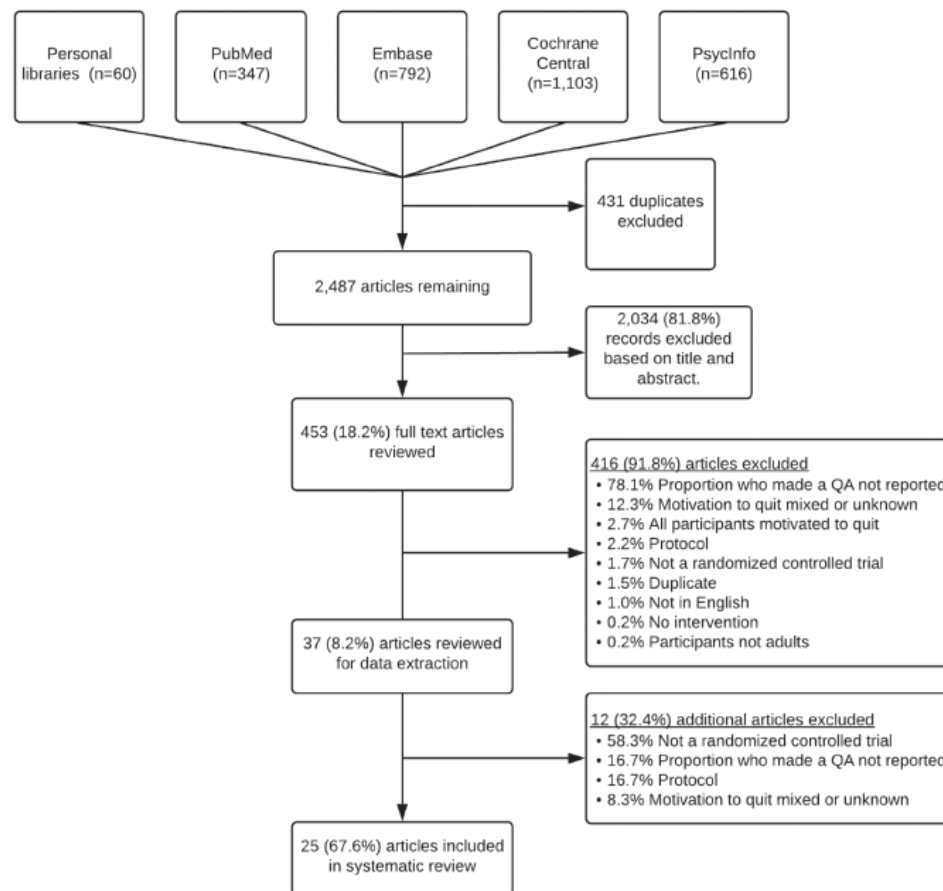 Personal
libraries (n=60)
PubMed
(n=347)
Embase
(n=792)
Cochrane
Central
(n=1,103)
PsycInfo
(n=616)
431 duplicates
excluded
2,487 articles remaining
2,034 (81.8%)
records excluded
based on title and
abstract.
453 (18.2%) full text articles
reviewed
416 (91.8%) articles excluded
• 78.1% Proportion who made a QA not reported
• 12.3% Motivation to quit mixed or unknown
• 2.7% All participants motivated to quit
• 2.2% Protocol
• 1.7% Not a randomized controlled trial
• 1.5% Duplicate
• 1.0% Not in English
• 0.2% No intervention
• 0.2% Participants not adults
37 (8.2%) articles reviewed
for data extraction
12 (32.4%) additional articles excluded
• 58.3% Not a randomized controlled trial
• 16.7% Proportion who made a QA not reported
• 16.7% Protocol
• 8.3% Motivation to quit mixed or unknown
25 (67.6%) articles included
in systematic review